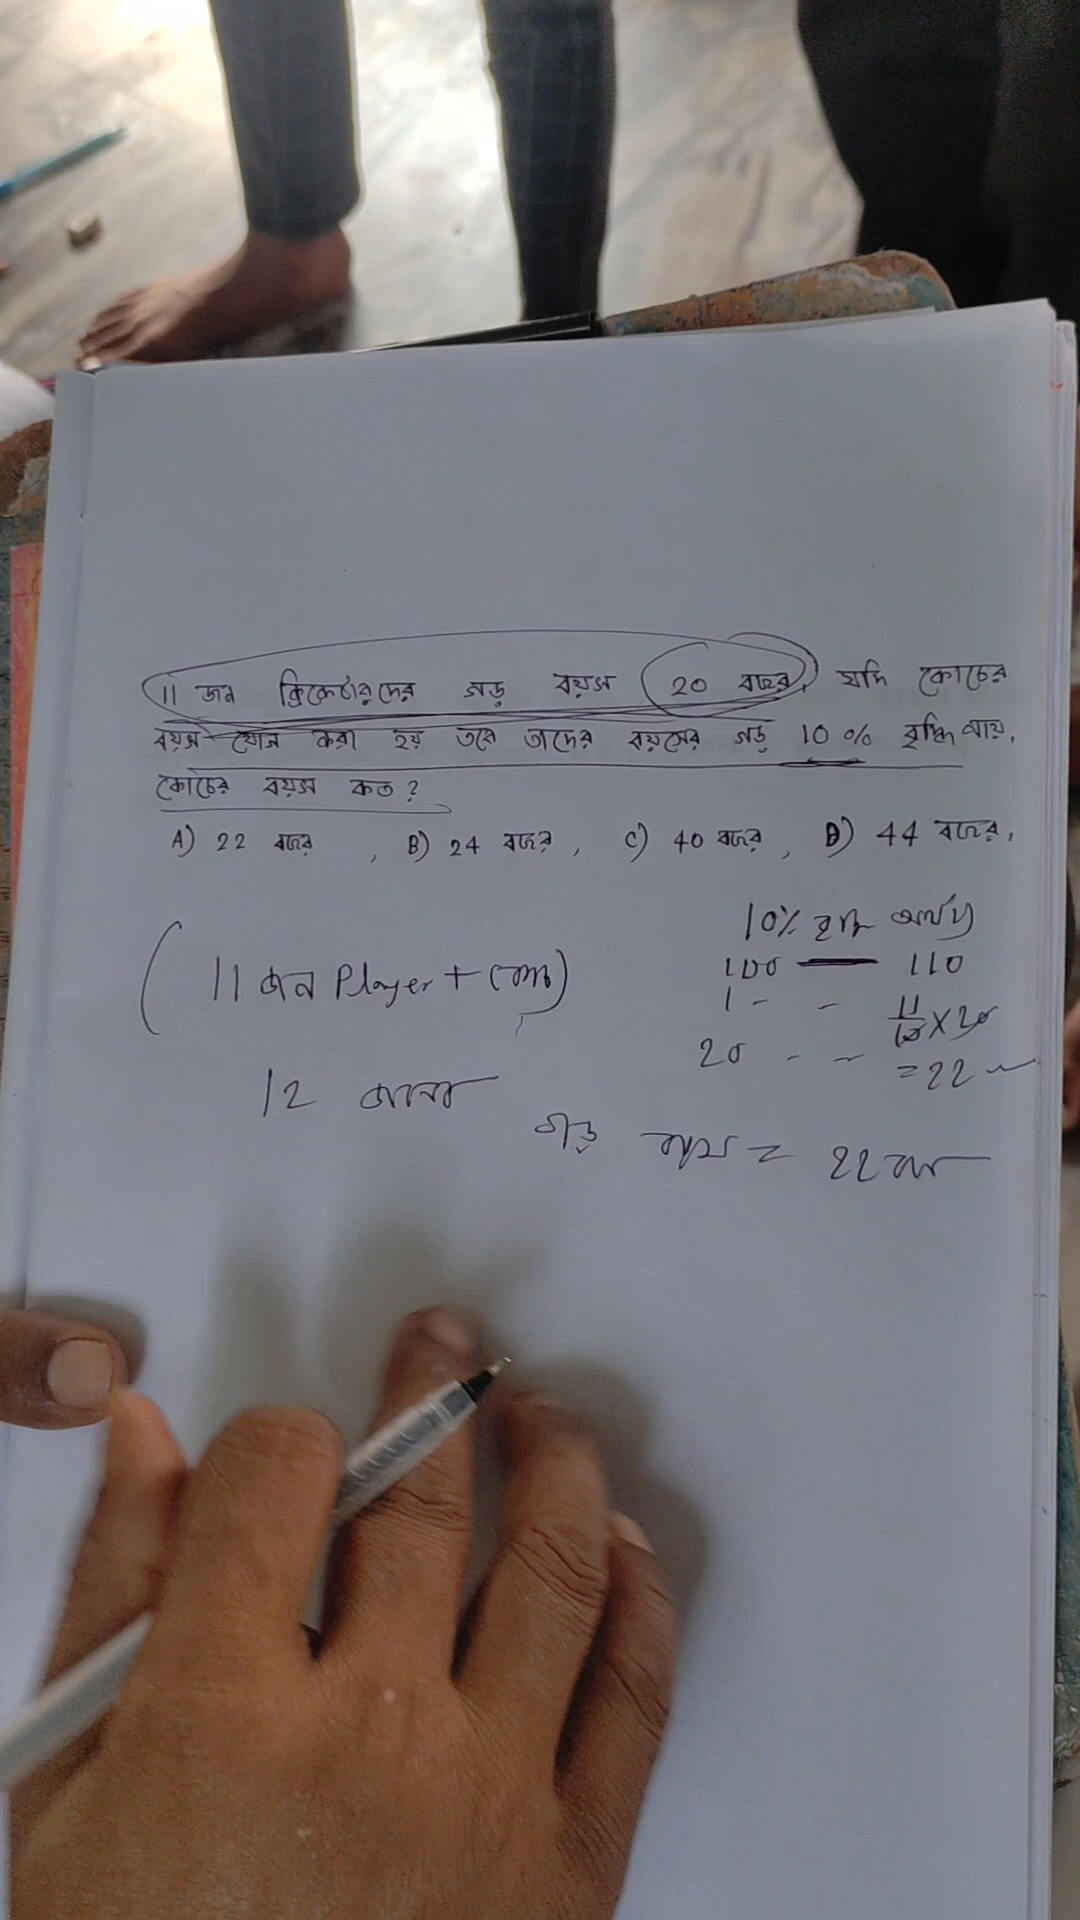 11 জন ক্রিকেটারদের গড় বয়স 20 বছর, যদি কোচের
বয়স যোগ করা হয় তবে তাদের বয়সের গড় 10% বৃদ্ধি পায়,
কোচের বয়স কত?
A) 22 বছর , B) 24 বছর , C) 40 বছর , D) 44 বছর,
10% অর্থাৎ
100 — 110
(11 জন Player +
1 - - 11/10 × 20
20 - - = 22
12 জনের
গড় বয়স = 22